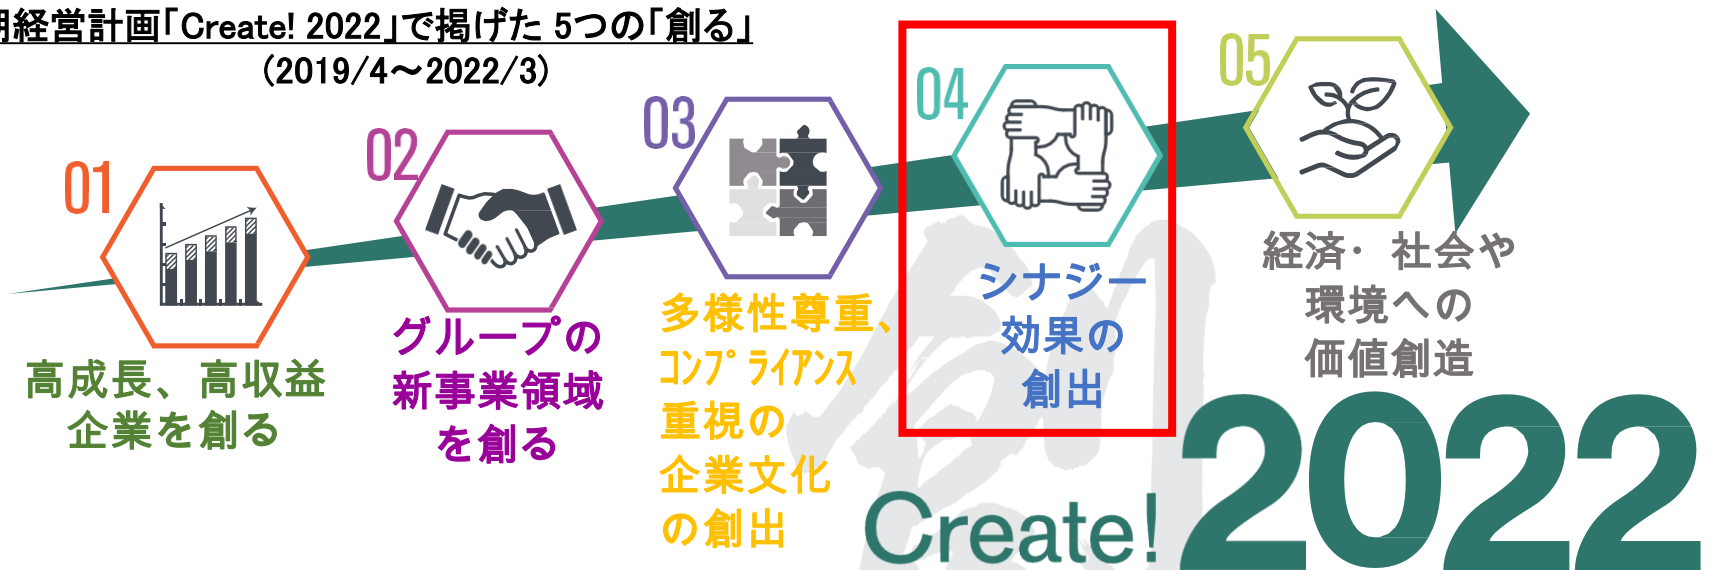 期経営計画「Create! 2022」で掲げた 5つの「創る」
(2019/4～2022/3)
01
高成長、高収益
企業を創る
02
グループの
新事業領域
を創る
03
多様性尊重、
ｺﾝﾌﾟﾗｲｱﾝｽ
重視の
企業文化
の創出
04
シナジー
効果の
創出
05
経済・社会や
環境への
価値創造
創
Create! 2022